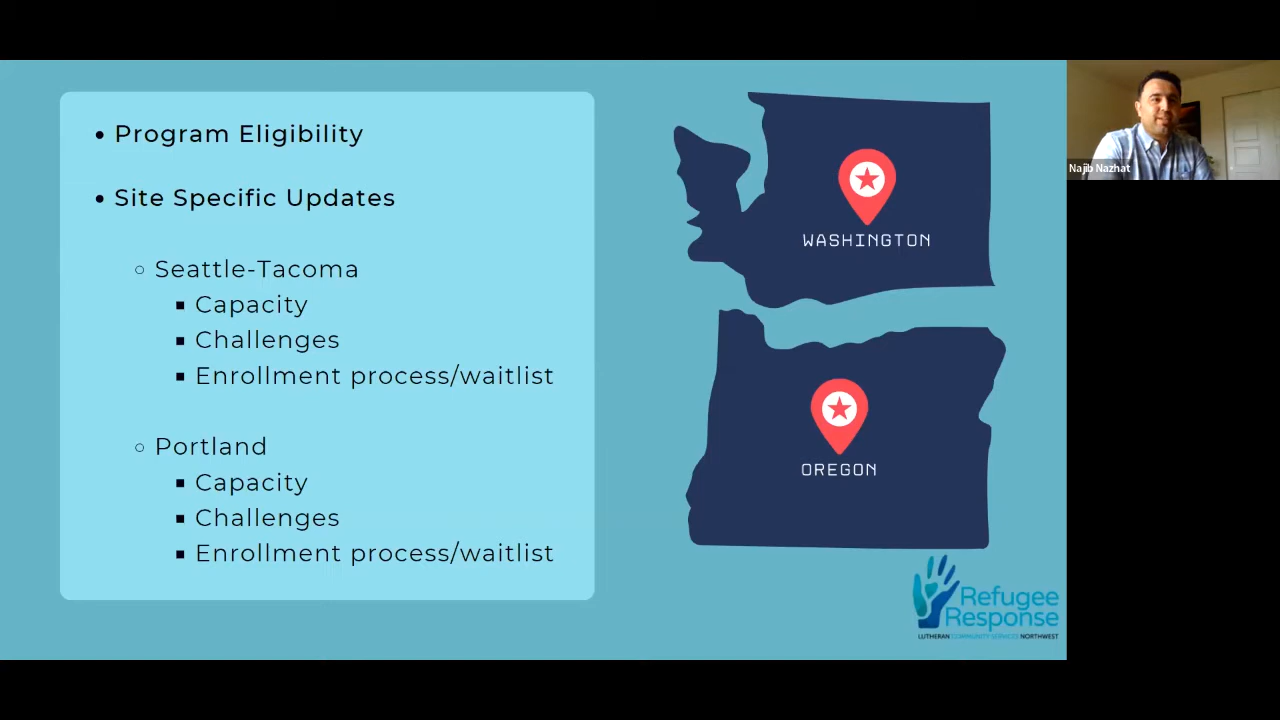 Program Eligibility
Site Specific Updates
Seattle-Tacoma
Capacity
Challenges
Enrollment process/waitlist
Portland
Capacity
Challenges
Enrollment process/waitlist
WASHINGTON
OREGON
Refugee
Response
LUTHERAN COMMUNITY SERVICES NORTHWEST
Najib Nazhat